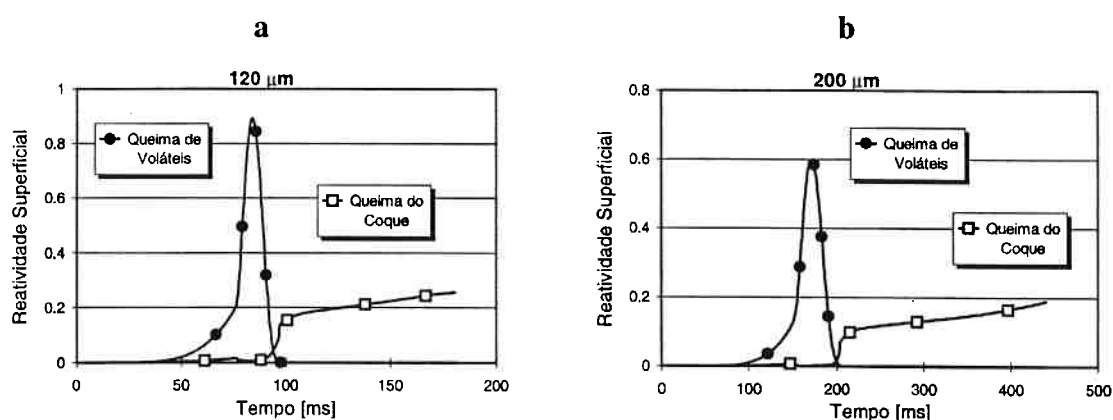 a
120 µm
Reatividade Superficial
1
0.8
0.6
0.4
0.2
0
Queima de
Voláteis
Queima do
Coque
0
50
100
150
200
Tempo [ms]
b
200 µm
Reatividade Superficial
0.8
0.6
0.4
0.2
0
Queima de
Voláteis
Queima do
Coque
0
100
200
300
400
500
Tempo [ms]